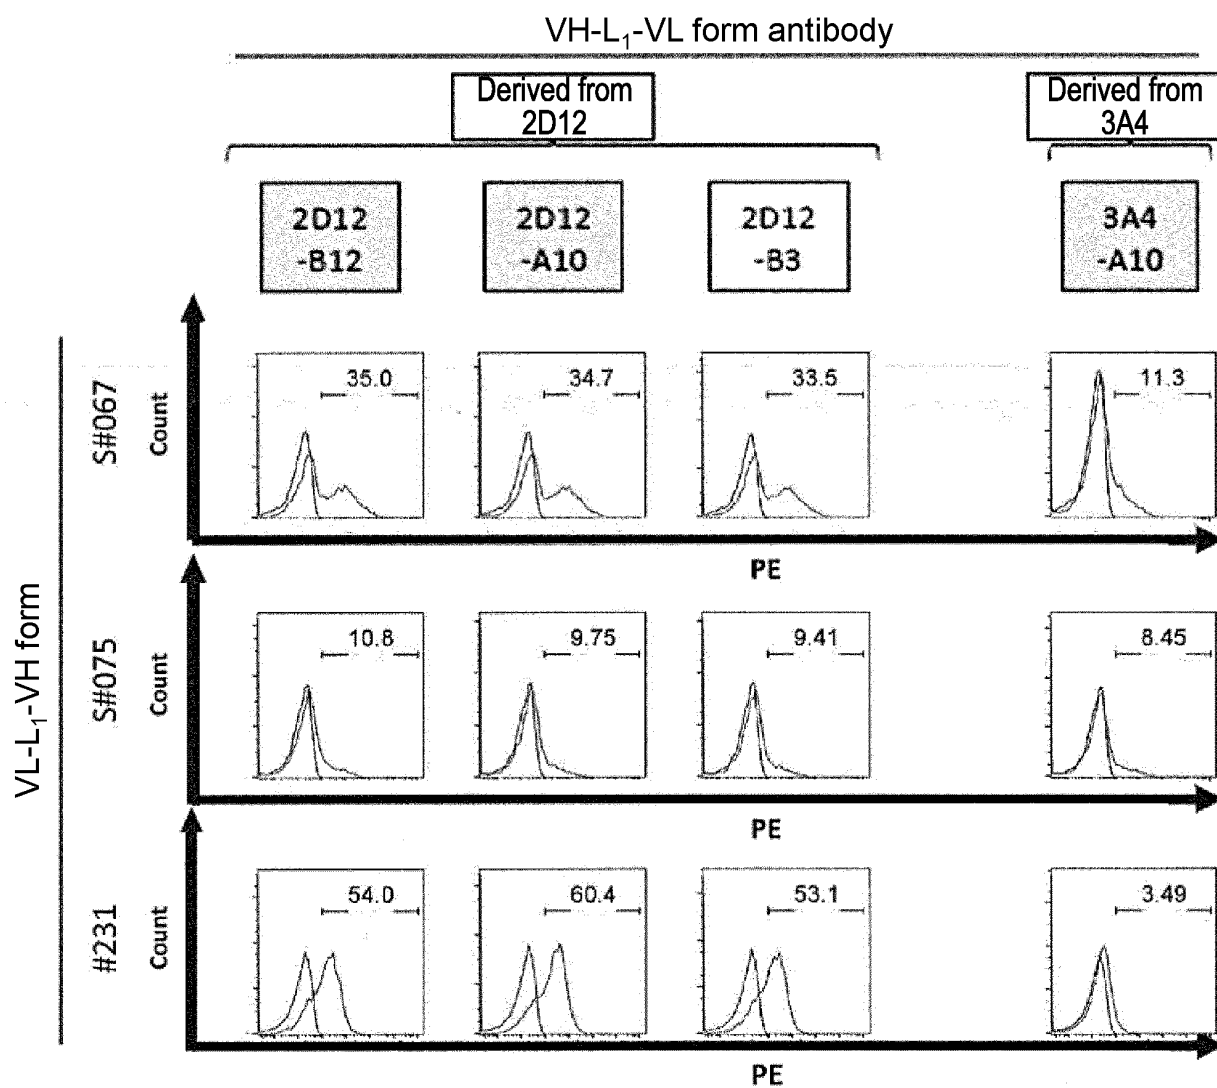 VH-L₁-VL form antibody
Derived from
2D12
Derived from
3A4
2D12
-B12
2D12
-A10
2D12
-B3
3A4
-A10
VL-L₁-VH form
S#067
Count
35.0
34.7
33.5
11.3
PE
S#075
Count
10.8
9.75
9.41
8.45
PE
#231
Count
54.0
60.4
53.1
3.49
PE